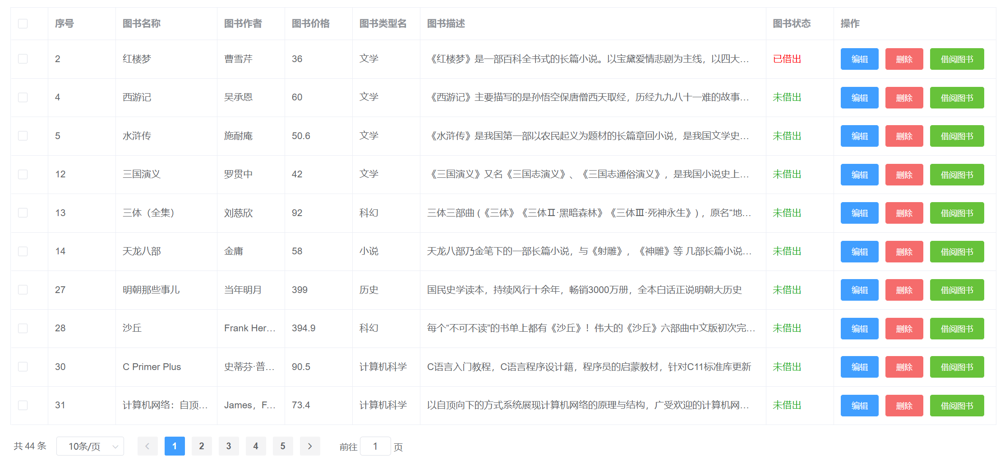 序号 图书名称 图书作者 图书价格 图书类型名 图书描述 图书状态 操作
2 红楼梦 曹雪芹 36 文学 《红楼梦》是一部百科全书式的长篇小说。以宝黛爱情悲剧为主线，以四大... 已借出 编辑 删除 借阅图书
4 西游记 吴承恩 60 文学 《西游记》主要描写的是孙悟空保唐僧西天取经，历经九九八十一难的故事... 未借出 编辑 删除 借阅图书
5 水浒传 施耐庵 50.6 文学 《水浒传》是我国第一部以农民起义为题材的长篇章回小说，是我国文学史... 未借出 编辑 删除 借阅图书
12 三国演义 罗贯中 42 文学 《三国演义》又名《三国志演义》、《三国志通俗演义》，是我国小说史上... 未借出 编辑 删除 借阅图书
13 三体（全集） 刘慈欣 92 科幻 三体三部曲 (《三体》《三体Ⅱ·黑暗森林》《三体Ⅲ·死神永生》) ，原名“地... 未借出 编辑 删除 借阅图书
14 天龙八部 金庸 58 小说 天龙八部乃金笔下的一部长篇小说，与《射雕》，《神雕》等 几部长篇小说... 未借出 编辑 删除 借阅图书
27 明朝那些事儿 当年明月 399 历史 国民史学读本，持续风行十余年，畅销3000万册，全本白话正说明朝大历史 未借出 编辑 删除 借阅图书
28 沙丘 Frank Her... 394.9 科幻 每个“不可不读”的书单上都有《沙丘》！伟大的《沙丘》六部曲中文版初次完... 未借出 编辑 删除 借阅图书
30 C Primer Plus 史蒂芬·普... 90.5 计算机科学 C语言入门教程，C语言程序设计籍，程序员的启蒙教材，针对C11标准库更新 未借出 编辑 删除 借阅图书
31 计算机网络：自顶... James，F... 73.4 计算机科学 以自顶向下的方式系统展现计算机网络的原理与结构，广受欢迎的计算机网... 未借出 编辑 删除 借阅图书
共 44 条 10条/页 1 2 3 4 5 前往 1 页